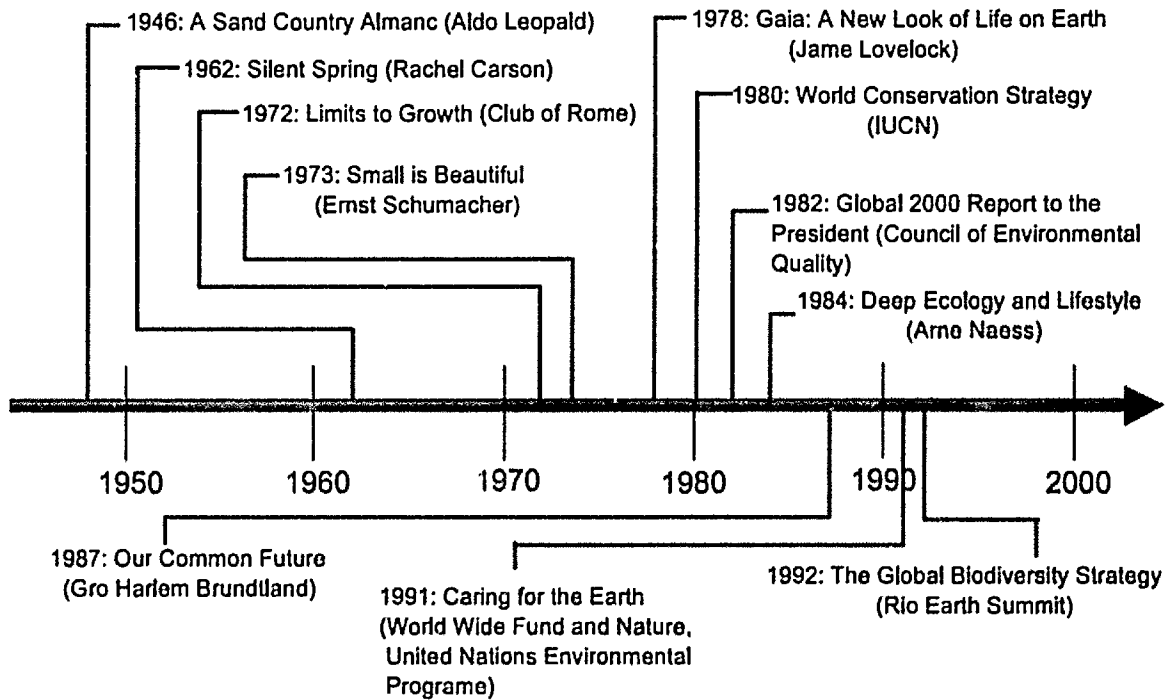 1946: A Sand Country Almanc (Aldo Leopald)
1962: Silent Spring (Rachel Carson)
1972: Limits to Growth (Club of Rome)
1973: Small is Beautiful
(Ernst Schumacher)
1978: Gaia: A New Look of Life on Earth
(Jame Lovelock)
1980: World Conservation Strategy
(IUCN)
1982: Global 2000 Report to the
President (Council of Environmental
Quality)
1984: Deep Ecology and Lifestyle
(Arne Naess)
1950
1960
1970
1980
1990
2000
1987: Our Common Future
(Gro Harlem Brundtland)
1991: Caring for the Earth
(World Wide Fund and Nature,
United Nations Environmental
Programe)
1992: The Global Biodiversity Strategy
(Rio Earth Summit)